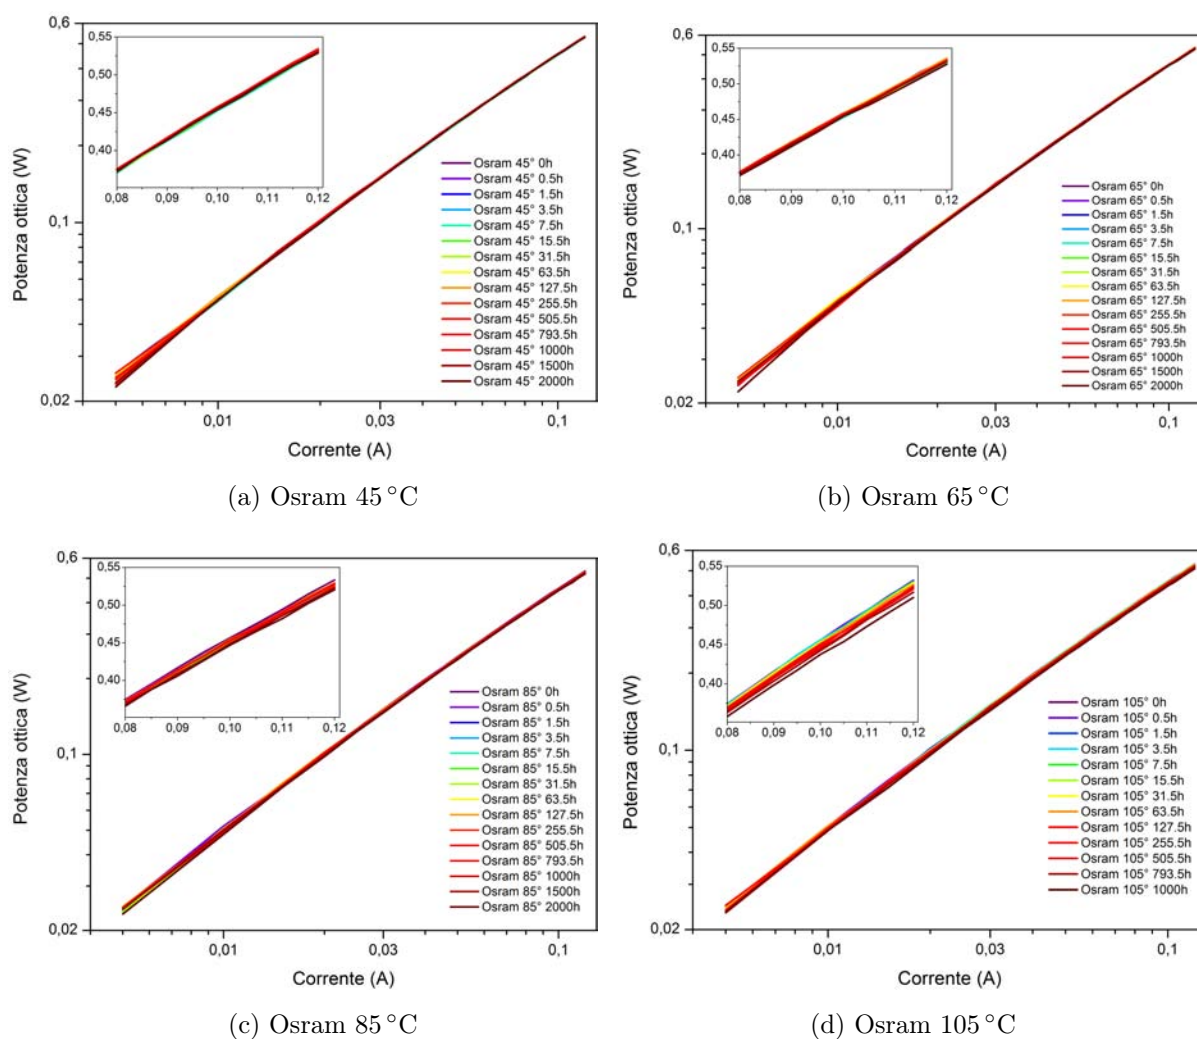 0,6
0,55
0,50
0,45
0,40
0,08 0,09 0,10 0,11 0,12
Potenza ottica (W)
0,1
0,02
Osram 45° 0h
Osram 45° 0.5h
Osram 45° 1.5h
Osram 45° 3.5h
Osram 45° 7.5h
Osram 45° 15.5h
Osram 45° 31.5h
Osram 45° 63.5h
Osram 45° 127.5h
Osram 45° 255.5h
Osram 45° 505.5h
Osram 45° 793.5h
Osram 45° 1000h
Osram 45° 1500h
Osram 45° 2000h
0,01 0,03 0,1
Corrente (A)
(a) Osram 45 °C
0,6
0,55
0,50
0,45
0,40
0,08 0,09 0,10 0,11 0,12
Potenza ottica (W)
0,1
0,02
Osram 65° 0h
Osram 65° 0.5h
Osram 65° 1.5h
Osram 65° 3.5h
Osram 65° 7.5h
Osram 65° 15.5h
Osram 65° 31.5h
Osram 65° 63.5h
Osram 65° 127.5h
Osram 65° 255.5h
Osram 65° 505.5h
Osram 65° 793.5h
Osram 65° 1000h
Osram 65° 1500h
Osram 65° 2000h
0,01 0,03 0,1
Corrente (A)
(b) Osram 65 °C
0,6
0,55
0,50
0,45
0,40
0,08 0,09 0,10 0,11 0,12
Potenza ottica (W)
0,1
0,02
Osram 85° 0h
Osram 85° 0.5h
Osram 85° 1.5h
Osram 85° 3.5h
Osram 85° 7.5h
Osram 85° 15.5h
Osram 85° 31.5h
Osram 85° 63.5h
Osram 85° 127.5h
Osram 85° 255.5h
Osram 85° 505.5h
Osram 85° 793.5h
Osram 85° 1000h
Osram 85° 1500h
Osram 85° 2000h
0,01 0,03 0,1
Corrente (A)
(c) Osram 85 °C
0,6
0,55
0,50
0,45
0,40
0,08 0,09 0,10 0,11 0,12
Potenza ottica (W)
0,1
0,02
Osram 105° 0h
Osram 105° 0.5h
Osram 105° 1.5h
Osram 105° 3.5h
Osram 105° 7.5h
Osram 105° 15.5h
Osram 105° 31.5h
Osram 105° 63.5h
Osram 105° 127.5h
Osram 105° 255.5h
Osram 105° 505.5h
Osram 105° 793.5h
Osram 105° 1000h
0,01 0,03 0,1
Corrente (A)
(d) Osram 105 °C